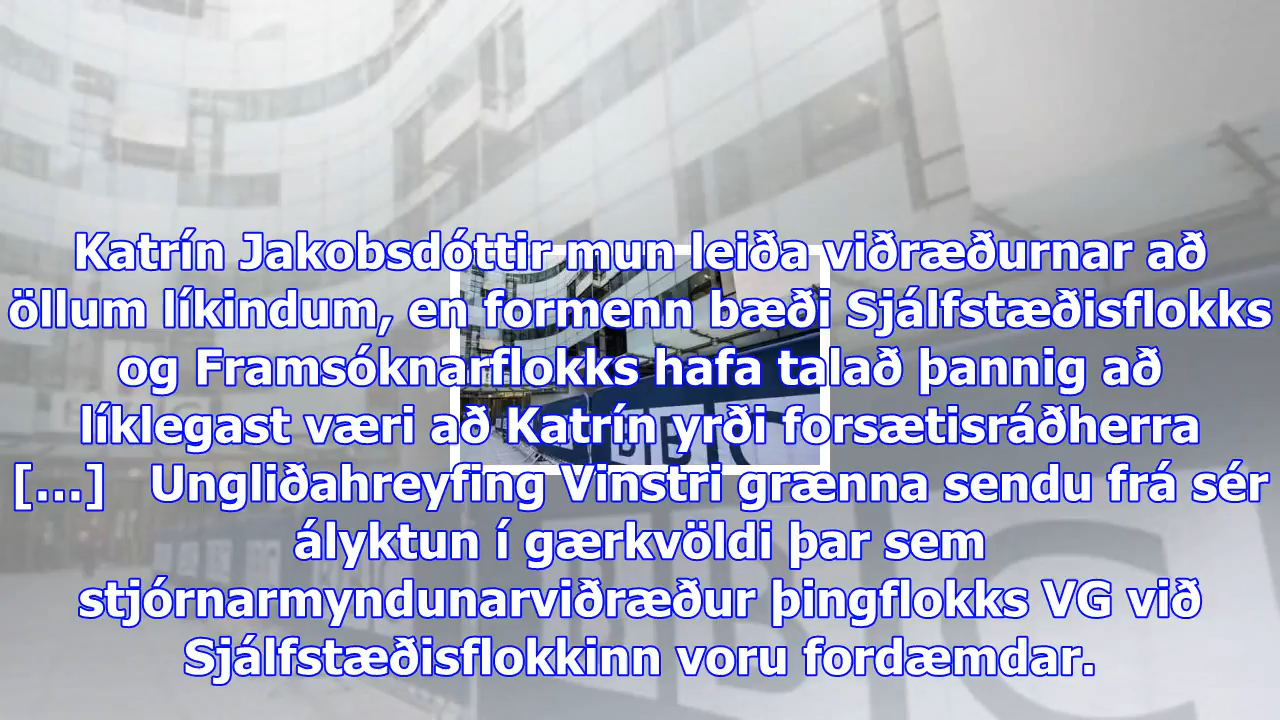 Katrín Jakobsdóttir mun leiða viðræðurnar að
öllum líkindum, en formenn bæði Sjálfstæðisflokks
og Framsóknarflokks hafa talað þannig að
líklegast væri að Katrín yrði forsætisráðherra
[...] Ungliðahreyfing Vinstri grænna sendu frá sér
ályktun í gærkvöldi þar sem
stjórnarmyndunarviðræður þingflokks VG við
Sjálfstæðisflokkinn voru fordæmdar.
BBC